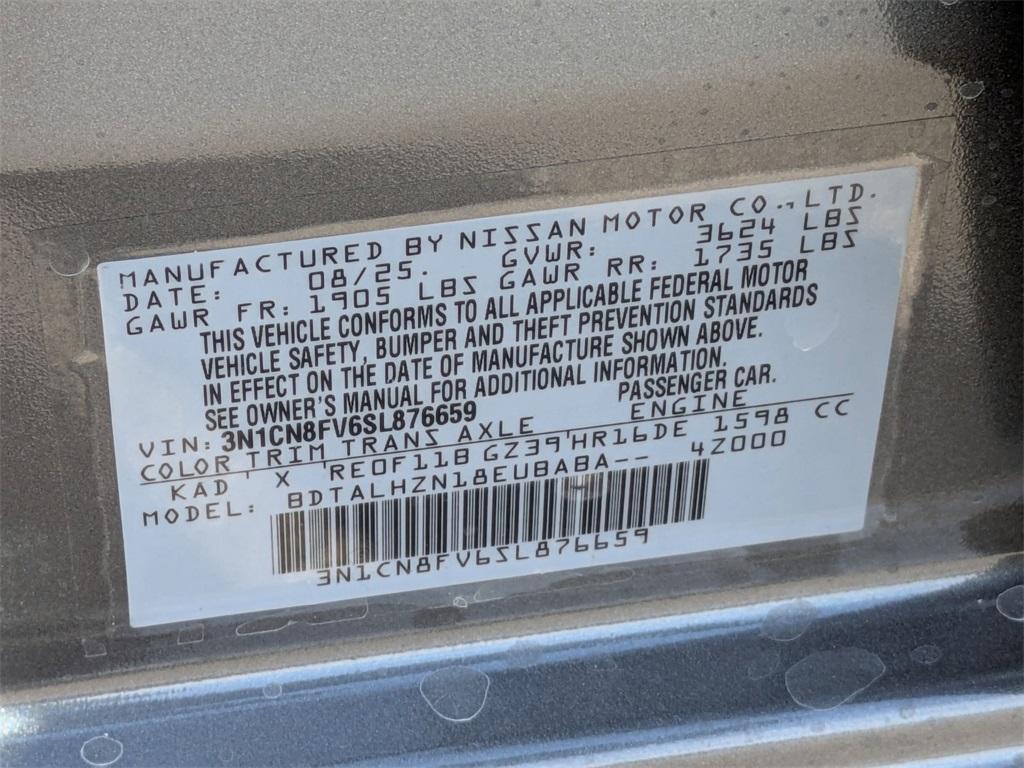 MANUFACTURED BY NISSAN MOTOR CO., LTD.
DATE: 08/25. GVWR: 3624 LBS
GAWR FR: 1905 LBS GAWR RR: 1735 LBS
THIS VEHICLE CONFORMS TO ALL APPLICABLE FEDERAL MOTOR
VEHICLE SAFETY, BUMPER AND THEFT PREVENTION STANDARDS
IN EFFECT ON THE DATE OF MANUFACTURE SHOWN ABOVE.
SEE OWNER'S MANUAL FOR ADDITIONAL INFORMATION.
VIN: 3N1CN8FV6SL876659 PASSENGER CAR.
COLOR TRIM TRANS AXLE ENGINE
KAD X RE0F11B GZ39 HR16DE 1598 CC
MODEL: BDTALHZN18EUBABA-- 4Z000
3N1CN8FV6SL876659